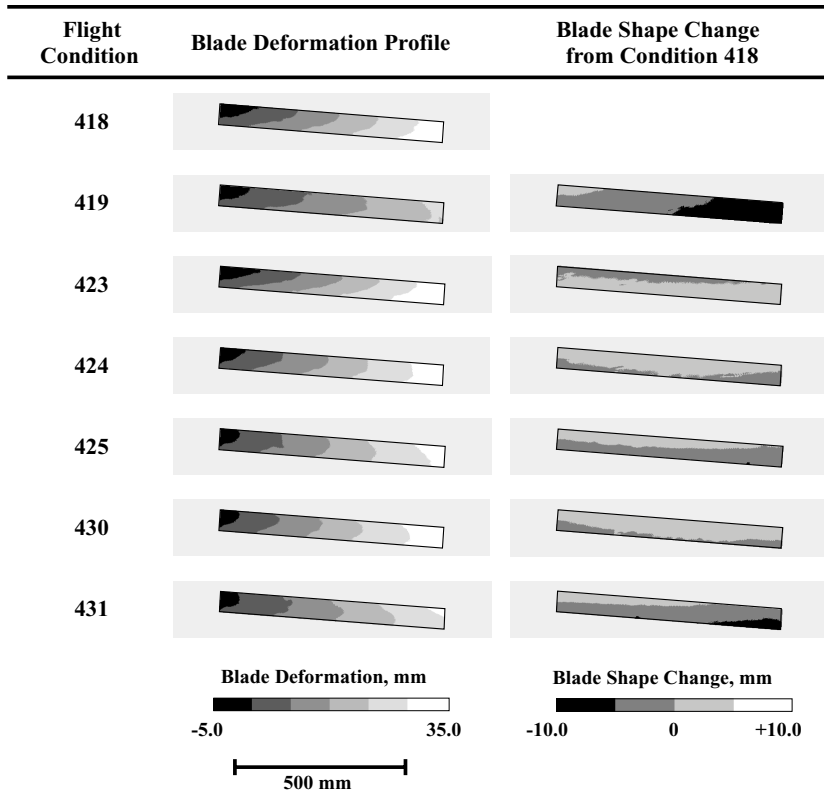 Flight Condition
Blade Deformation Profile
Blade Shape Change from Condition 418
418
419
423
424
425
430
431
Blade Deformation, mm
-5.0 35.0
500 mm
Blade Shape Change, mm
-10.0 0 +10.0